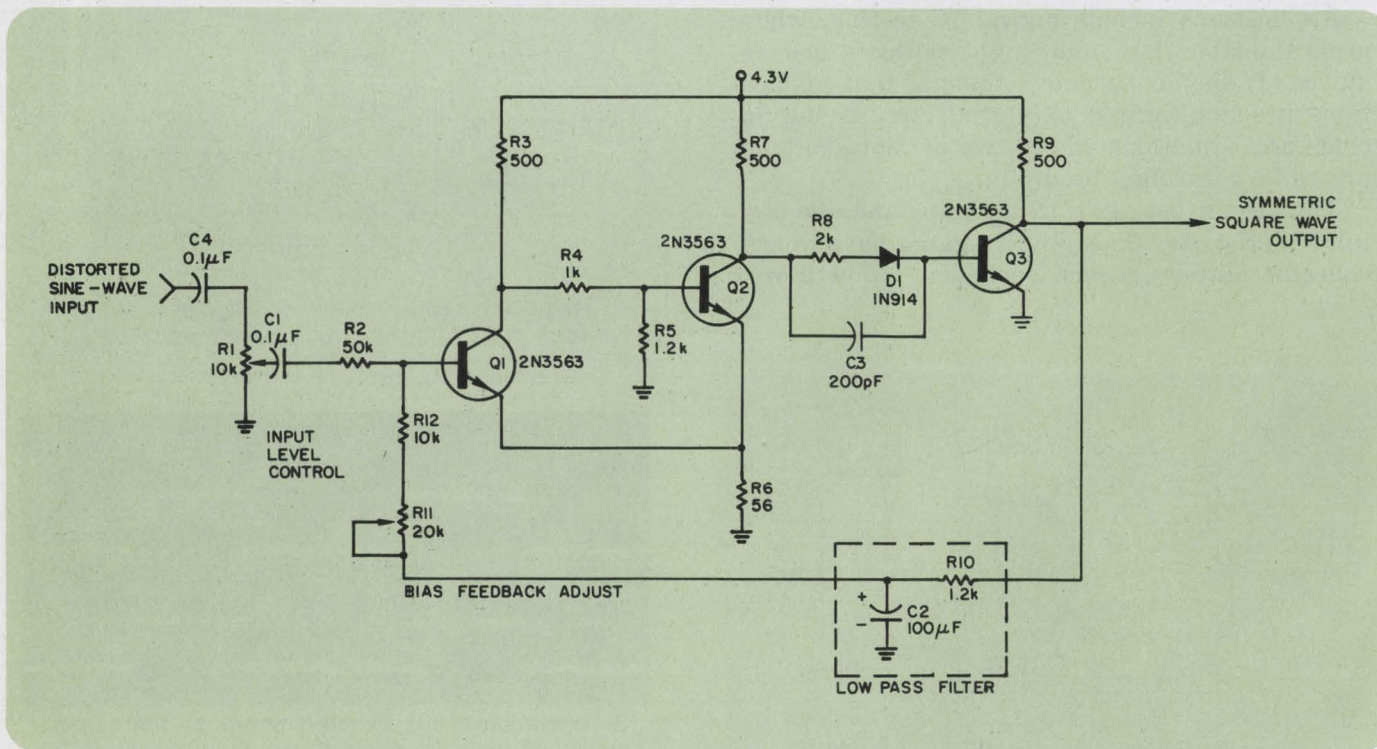 4.3V
R3
500
R7
500
R9
500
2N3563
SYMMETRIC
SQUARE WAVE
OUTPUT
R8
2k
2N3563
C4
0.1μF
R4
1k
Q3
DISTORTED
SINE-WAVE
INPUT
D1
1N914
Q2
C1
0.1μF
R2
50k
R5
1.2k
R1
10k
Q1
2N3563
C3
200pF
R12
10k
INPUT
LEVEL
CONTROL
R6
56
R11
20k
R10
1.2k
BIAS FEEDBACK ADJUST
+
C2
100μF
-
LOW PASS FILTER